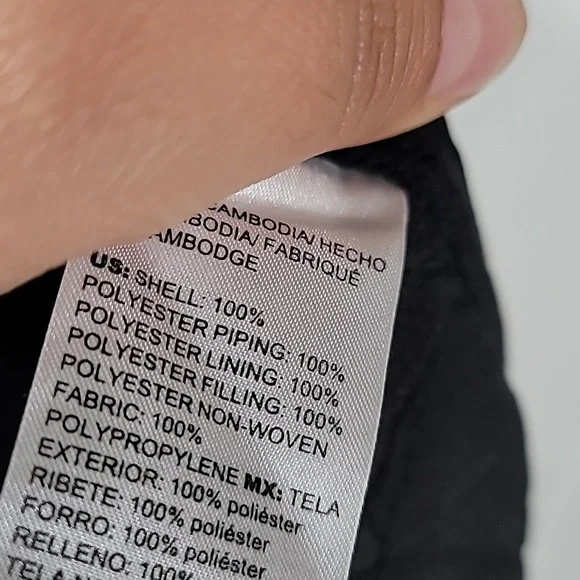 CAMBODIA/ HECHO
BODIA/ FABRIQUÉ
AMBODGE
US: SHELL: 100%
POLYESTER PIPING: 100%
POLYESTER LINING: 100%
POLYESTER FILLING: 100%
POLYESTER NON-WOVEN
FABRIC: 100%
POLYPROPYLENE MX: TELA
EXTERIOR: 100% poliéster
RIBETE: 100% poliéster
FORRO: 100% poliéster
RELLENO: 100%
TELA